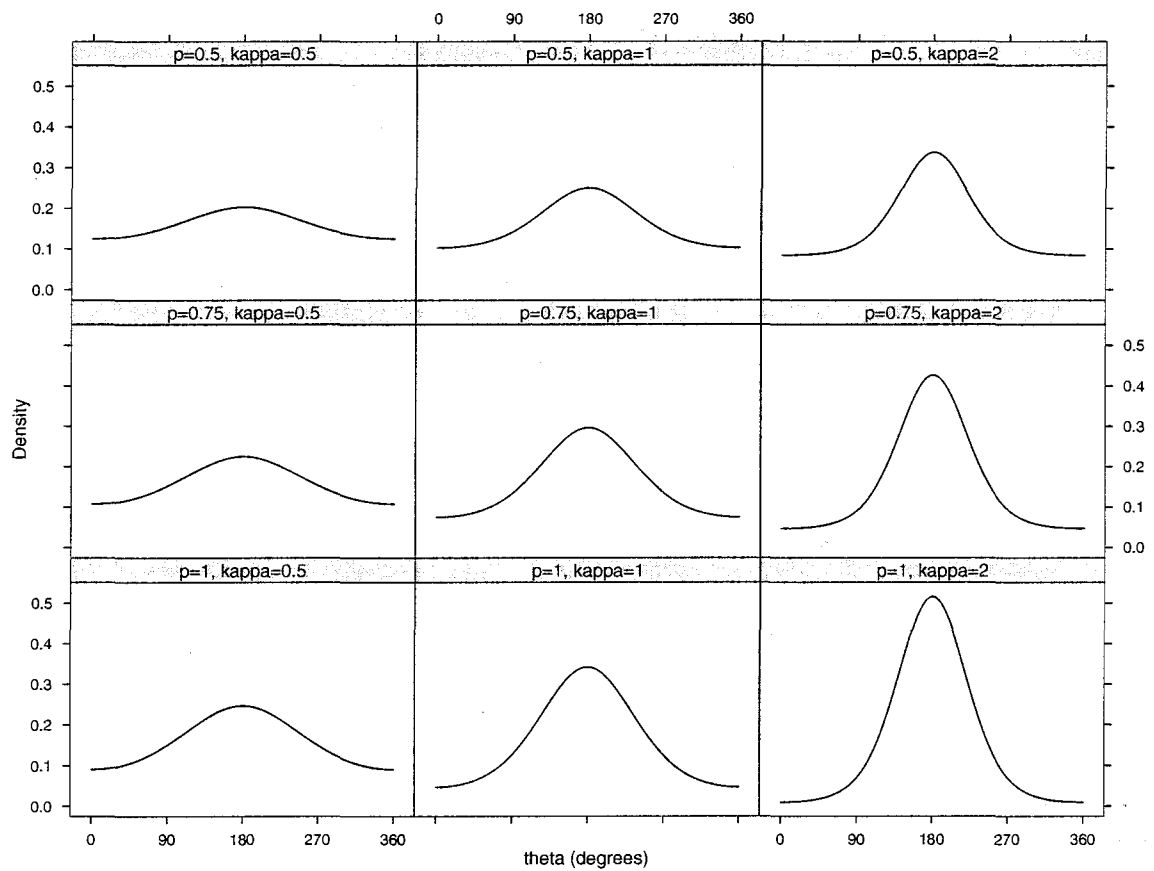 0 90 180 270 360
p=0.5, kappa=0.5 p=0.5, kappa=1 p=0.5, kappa=2
0.5
0.4
0.3
0.2
0.1
0.0
p=0.75, kappa=0.5 p=0.75, kappa=1 p=0.75, kappa=2
0.5
0.4
0.3
0.2
0.1
0.0
Density
p=1, kappa=0.5 p=1, kappa=1 p=1, kappa=2
0.5
0.4
0.3
0.2
0.1
0.0
0 90 180 270 360 0 90 180 270 360
theta (degrees)